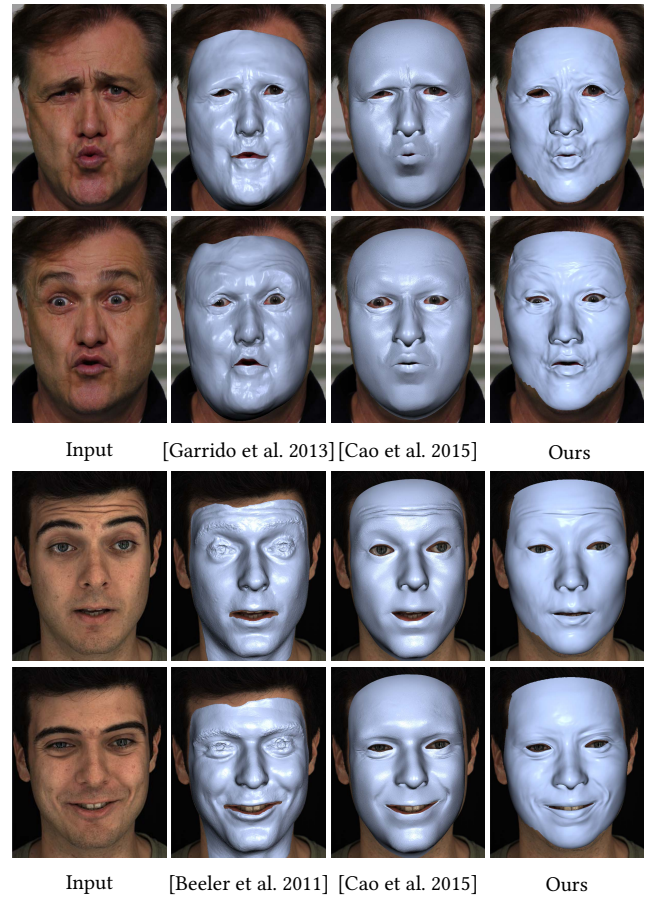 Input [Garrido et al. 2013] [Cao et al. 2015] Ours
Input [Beeler et al. 2011] [Cao et al. 2015] Ours